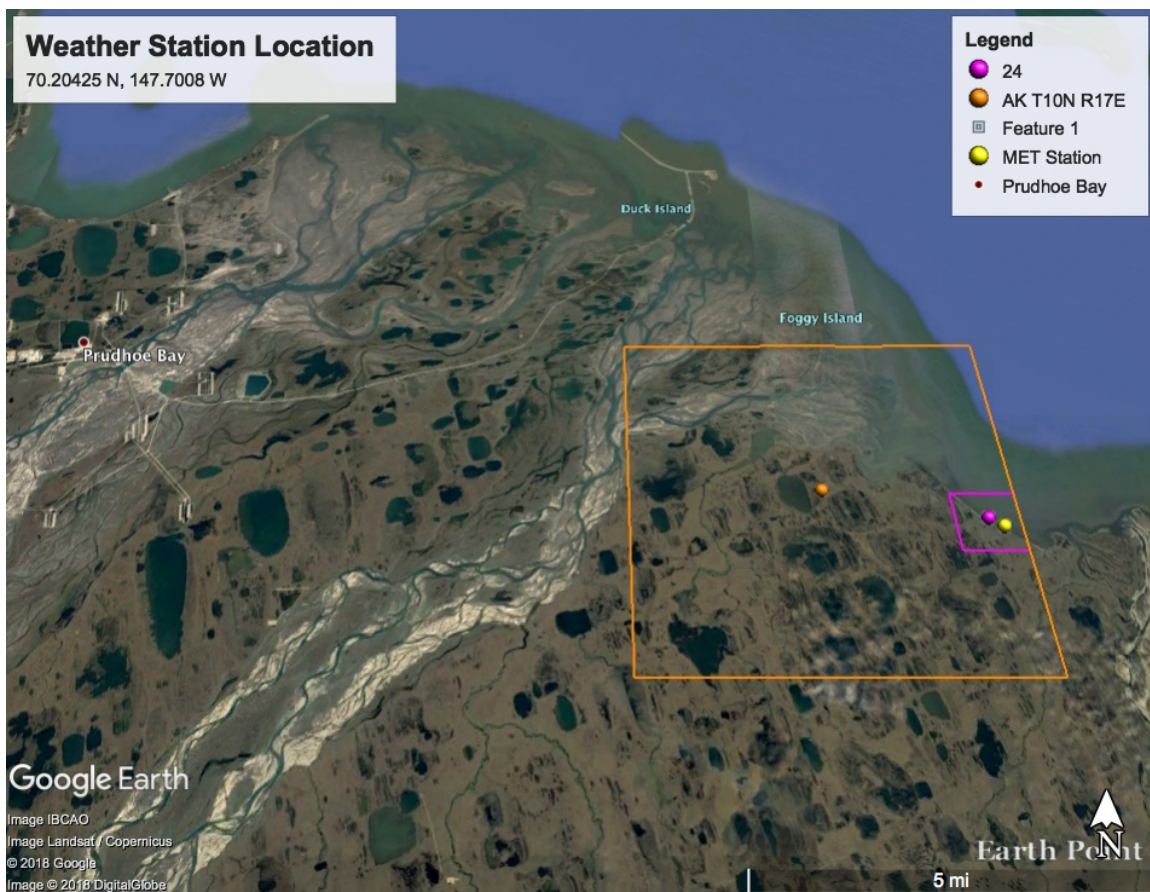 Weather Station Location
70.20425 N, 147.7008 W
Legend
24
AK T10N R17E
Feature 1
MET Station
Prudhoe Bay
Duck Island
Foggy Island
Prudhoe Bay
Google Earth
Image IBCAO
Image Landsat / Copernicus
© 2018 Google
Image © 2018 DigitalGlobe
N
Earth Point
5 mi